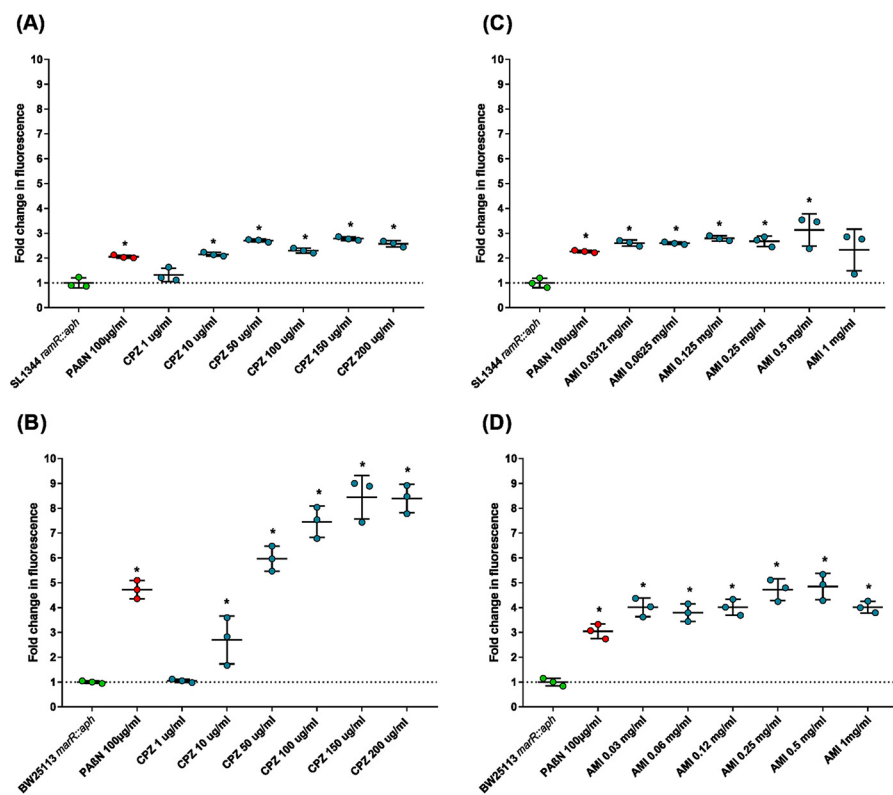 (A)
Fold change in fluorescence
10
9
8
7
6
5
4
3
2
1
0
* * * * * *
SL1344 ramR::aph
PAßN 100µg/ml
CPZ 1 ug/ml
CPZ 10 ug/ml
CPZ 50 ug/ml
CPZ 100 ug/ml
CPZ 150 ug/ml
CPZ 200 ug/ml
(C)
Fold change in fluorescence
10
9
8
7
6
5
4
3
2
1
0
* * * * * *
SL1344 ramR::aph
PAßN 100µg/ml
AMI 0.0312 mg/ml
AMI 0.0625 mg/ml
AMI 0.125 mg/ml
AMI 0.25 mg/ml
AMI 0.5 mg/ml
AMI 1 mg/ml
(B)
Fold change in fluorescence
10
9
8
7
6
5
4
3
2
1
0
* * * * * *
BW25113 marR::aph
PAßN 100µg/ml
CPZ 1 ug/ml
CPZ 10 ug/ml
CPZ 50 ug/ml
CPZ 100 ug/ml
CPZ 150 ug/ml
CPZ 200 ug/ml
(D)
Fold change in fluorescence
10
9
8
7
6
5
4
3
2
1
0
* * * * * * *
BW25113 marR::aph
PAßN 100µg/ml
AMI 0.03 mg/ml
AMI 0.06 mg/ml
AMI 0.12 mg/ml
AMI 0.25 mg/ml
AMI 0.5 mg/ml
AMI 1mg/ml